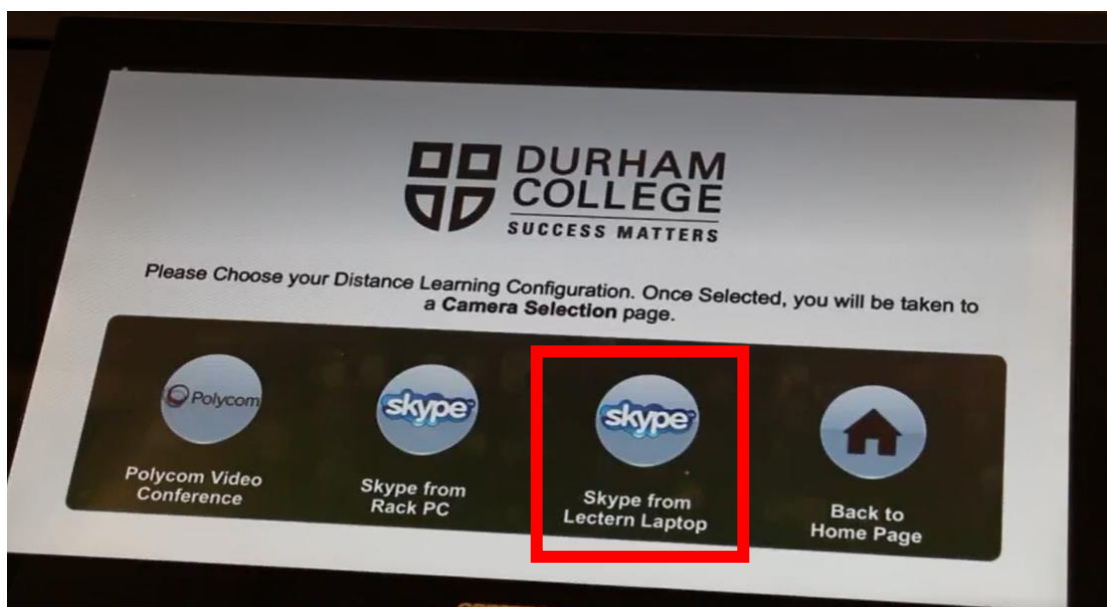 DURHAM
COLLEGE
SUCCESS MATTERS
Please Choose your Distance Learning Configuration. Once Selected, you will be taken to
a Camera Selection page.
Polycom
skype
skype
Polycom Video
Conference
Skype from
Rack PC
Skype from
Lectern Laptop
Back to
Home Page